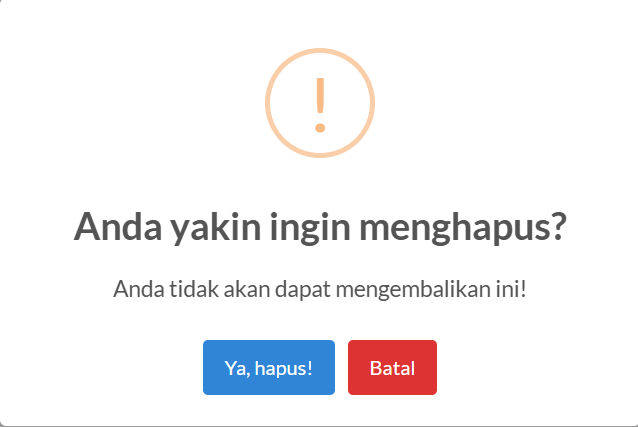 Anda yakin ingin menghapus?
Anda tidak akan dapat mengembalikan ini!
Ya, hapus!
Batal